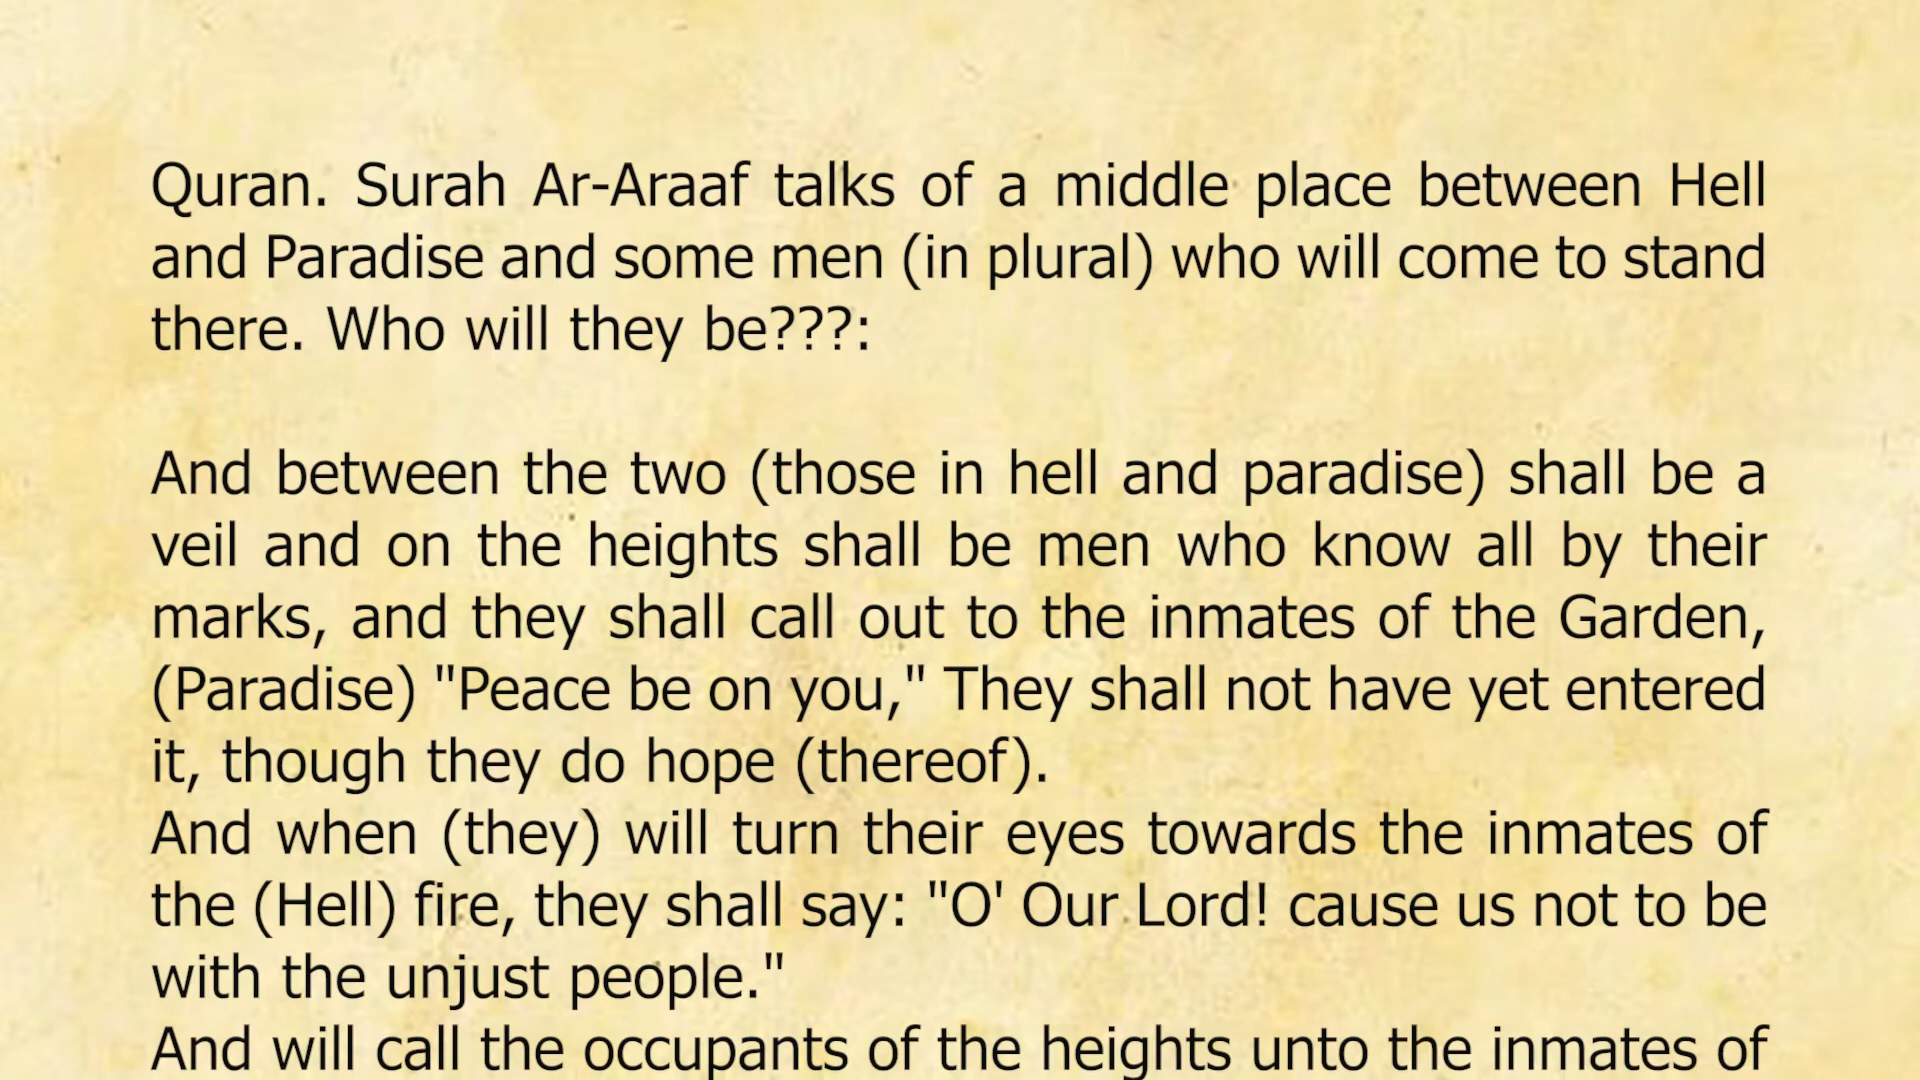 Quran. Surah Ar-Araaf talks of a middle place between Hell
and Paradise and some men (in plural) who will come to stand
there. Who will they be???:
And between the two (those in hell and paradise) shall be a
veil and on the heights shall be men who know all by their
marks, and they shall call out to the inmates of the Garden,
(Paradise) "Peace be on you," They shall not have yet entered
it, though they do hope (thereof).
And when (they) will turn their eyes towards the inmates of
the (Hell) fire, they shall say: "O' Our Lord! cause us not to be
with the unjust people."
And will call the occupants of the heights unto the inmates of